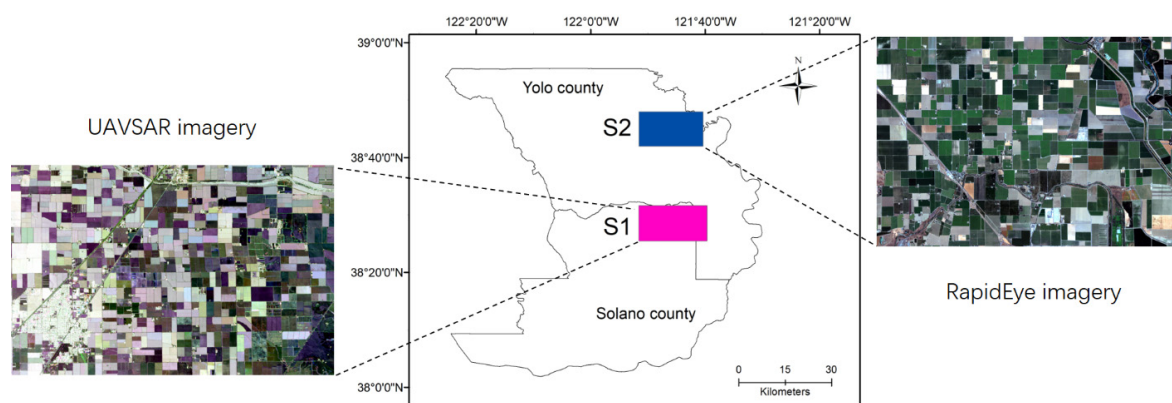 122°20'0"W 122°0'0"W 121°40'0"W 121°20'0"W
39°0'0"N
N
Yolo county
UAVSAR imagery
S2
38°40'0"N
S1
38°20'0"N
RapidEye imagery
Solano county
0 15 30
Kilometers
38°0'0"N